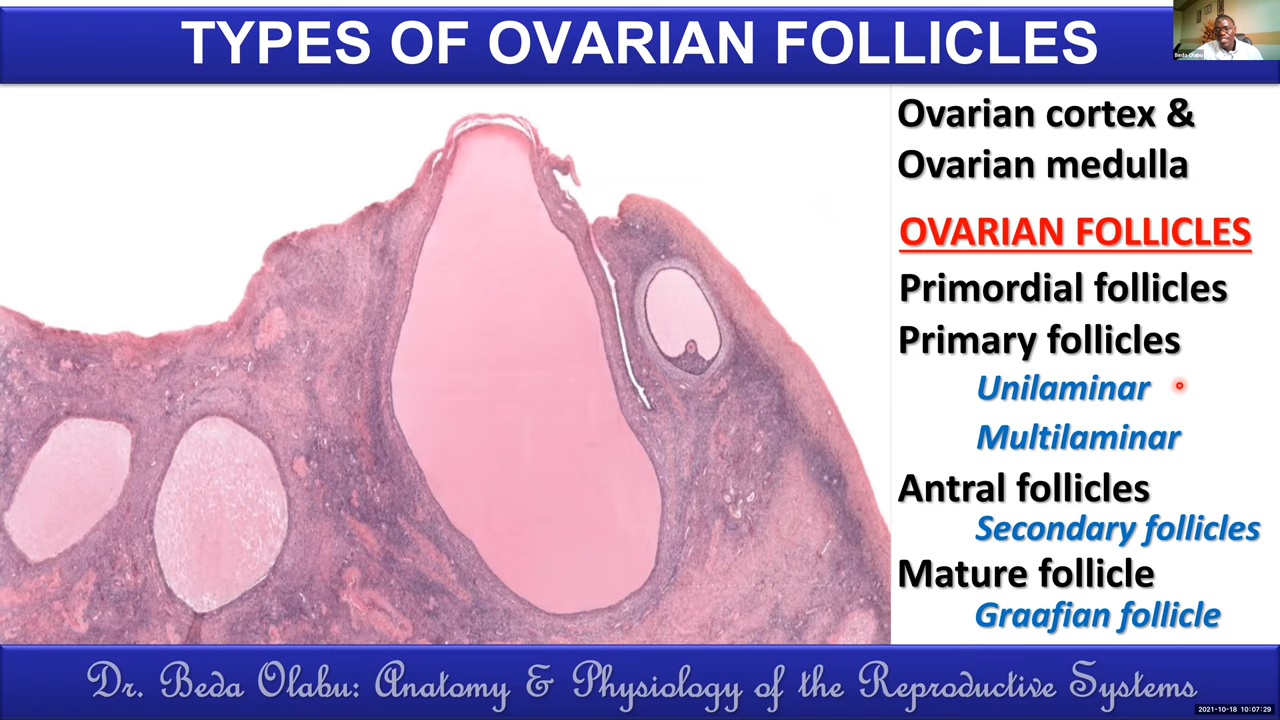 TYPES OF OVARIAN FOLLICLES
Beda Olabu
Ovarian cortex &
Ovarian medulla
OVARIAN FOLLICLES
Primordial follicles
Primary follicles
Unilaminar
Multilaminar
Antral follicles
Secondary follicles
Mature follicle
Graafian follicle
Dr. Beda Olabu: Anatomy & Physiology of the Reproductive Systems
2021-10-18 10:07:29